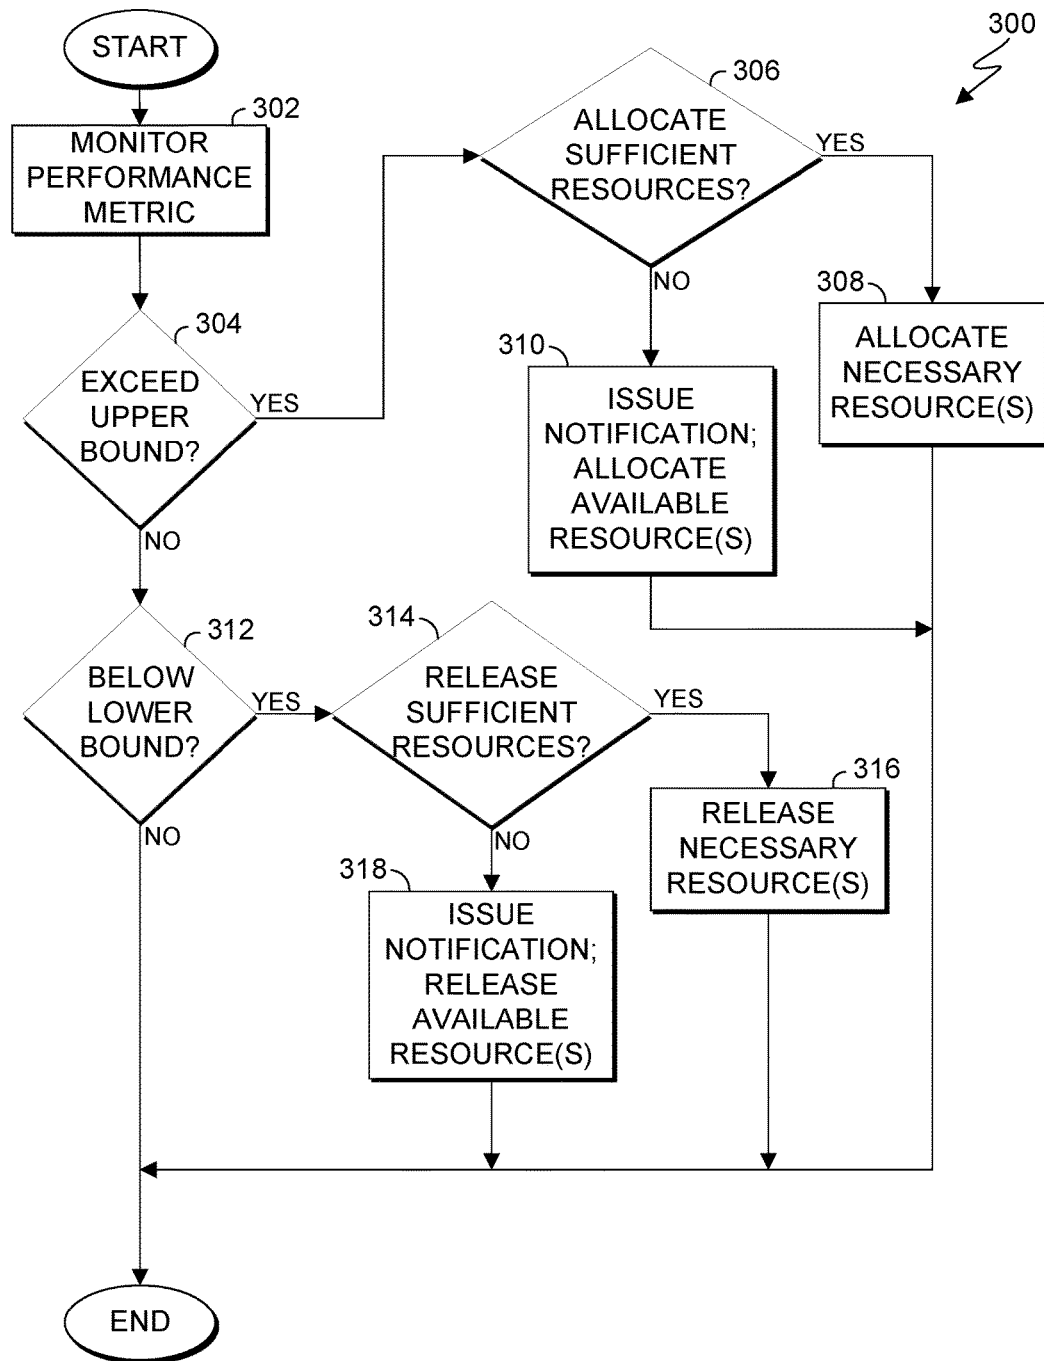 START
300
302
MONITOR
PERFORMANCE
METRIC
306
ALLOCATE
SUFFICIENT
RESOURCES?
YES
NO
304
EXCEED
UPPER
BOUND?
YES
NO
308
ALLOCATE
NECESSARY
RESOURCE(S)
310
ISSUE
NOTIFICATION;
ALLOCATE
AVAILABLE
RESOURCE(S)
312
BELOW
LOWER
BOUND?
YES
NO
314
RELEASE
SUFFICIENT
RESOURCES?
YES
NO
316
RELEASE
NECESSARY
RESOURCE(S)
318
ISSUE
NOTIFICATION;
RELEASE
AVAILABLE
RESOURCE(S)
END